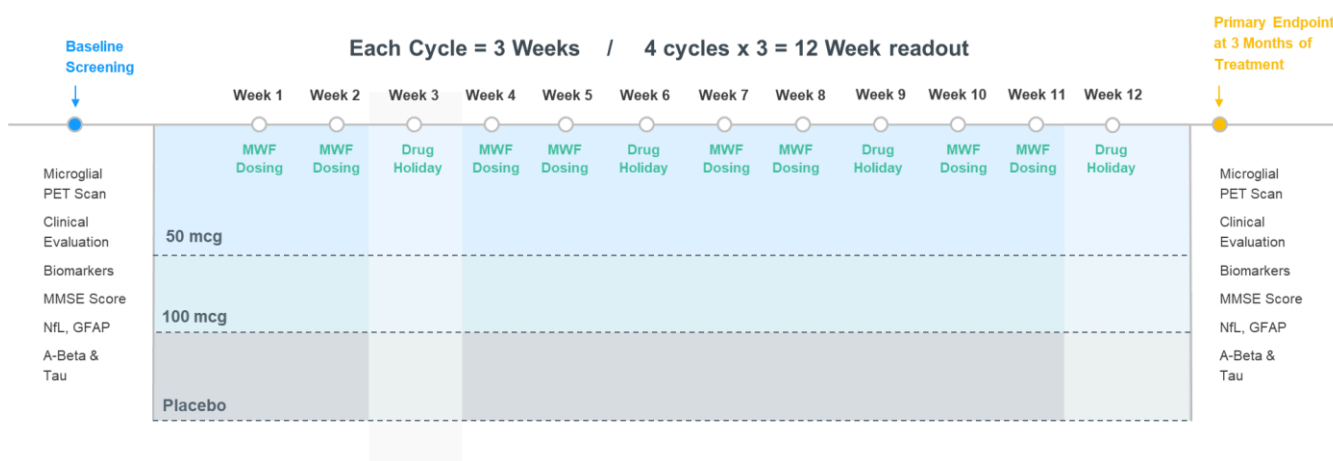 Baseline
Screening
Each Cycle = 3 Weeks / 4 cycles x 3 = 12 Week readout
Primary Endpoint
at 3 Months of
Treatment
Week 1 Week 2 Week 3 Week 4 Week 5 Week 6 Week 7 Week 8 Week 9 Week 10 Week 11 Week 12
MWF MWF Drug MWF MWF Drug MWF MWF Drug MWF MWF Drug
Dosing Dosing Holiday Dosing Dosing Holiday Dosing Dosing Holiday Dosing Dosing Holiday
Microglial
PET Scan
Clinical
Evaluation
Biomarkers
MMSE Score
NfL, GFAP
A-Beta &
Tau
50 mcg
100 mcg
Placebo
Microglial
PET Scan
Clinical
Evaluation
Biomarkers
MMSE Score
NfL, GFAP
A-Beta &
Tau